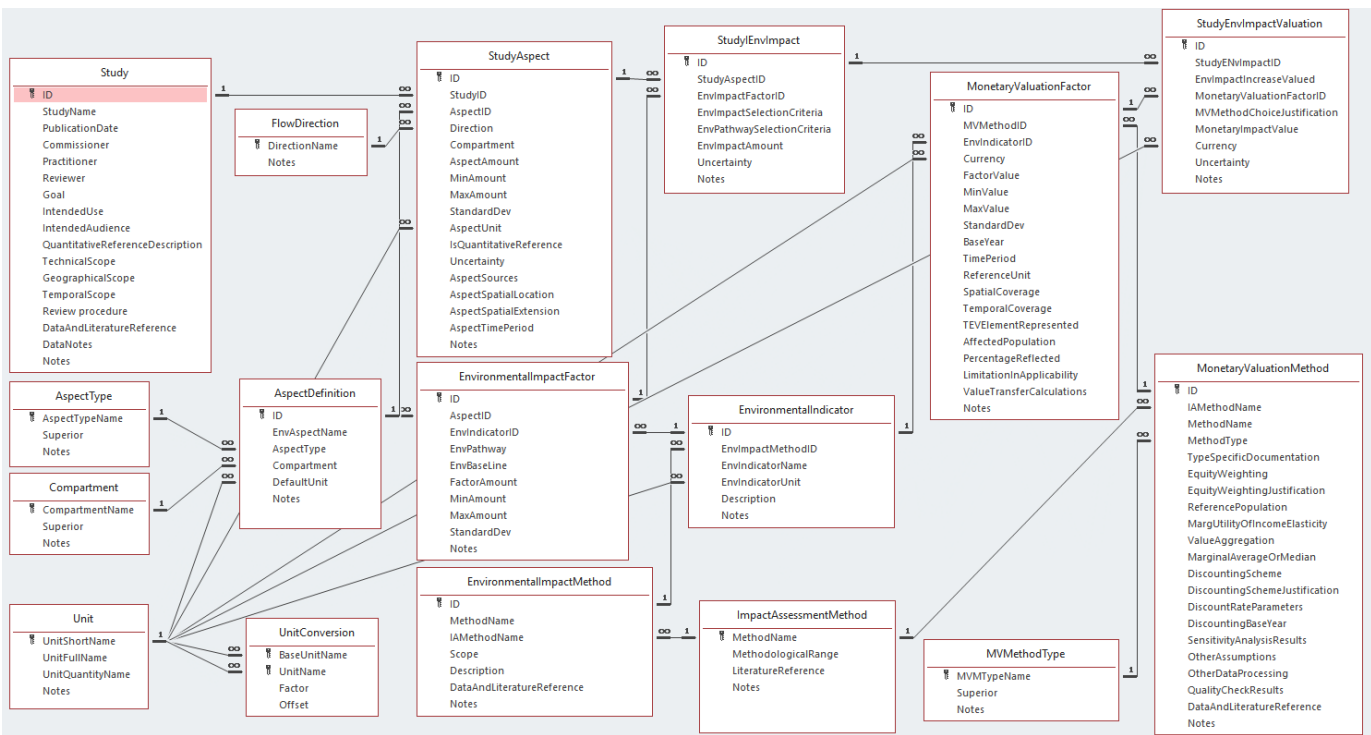 Study
ID
StudyName
PublicationDate
Commissioner
Practitioner
Reviewer
Goal
IntendedUse
IntendedAudience
QuantitativeReferenceDescription
TechnicalScope
GeographicalScope
TemporalScope
Review procedure
DataAndLiteratureReference
DataNotes
Notes
FlowDirection
DirectionName
Notes
StudyAspect
ID
StudyID
AspectID
Direction
Compartment
AspectAmount
MinAmount
MaxAmount
StandardDev
AspectUnit
IsQuantitativeReference
Uncertainty
AspectSources
AspectSpatialLocation
AspectSpatialExtension
AspectTimePeriod
Notes
StudyIEnvImpact
ID
StudyAspectID
EnvImpactFactorID
EnvImpactSelectionCriteria
EnvPathwaySelectionCriteria
EnvImpactAmount
Uncertainty
Notes
MonetaryValuationFactor
ID
MVMethodID
EnvIndicatorID
Currency
FactorValue
MinValue
MaxValue
StandardDev
BaseYear
TimePeriod
ReferenceUnit
SpatialCoverage
TemporalCoverage
TEVElementRepresented
AffectedPopulation
PercentageReflected
LimitationInApplicability
ValueTransferCalculations
Notes
StudyEnvImpactValuation
ID
StudyENvImpactID
EnvImpactIncreaseValued
MonetaryValuationFactorID
MVMethodChoiceJustification
MonetaryImpactValue
Currency
Uncertainty
Notes
AspectType
AspectTypeName
Superior
Notes
Compartment
CompartmentName
Superior
Notes
AspectDefinition
ID
EnvAspectName
AspectType
Compartment
DefaultUnit
Notes
EnvironmentalImpactFactor
ID
AspectID
EnvIndicatorID
EnvPathway
EnvBaseLine
FactorAmount
MinAmount
MaxAmount
StandardDev
Notes
EnvironmentalIndicator
ID
EnvImpactMethodID
EnvIndicatorName
EnvIndicatorUnit
Description
Notes
MonetaryValuationMethod
ID
IAMethodName
MethodName
MethodType
TypeSpecificDocumentation
EquityWeighting
EquityWeightingJustification
ReferencePopulation
MargUtilityOfIncomeElasticity
ValueAggregation
MarginalAverageOrMedian
DiscountingScheme
DiscountingSchemeJustification
DiscountRateParameters
DiscountingBaseYear
SensitivityAnalysisResults
OtherAssumptions
OtherDataProcessing
QualityCheckResults
DataAndLiteratureReference
Notes
Unit
UnitShortName
UnitFullName
UnitQuantityName
Notes
UnitConversion
BaseUnitName
UnitName
Factor
Offset
EnvironmentalImpactMethod
ID
MethodName
IAMethodName
Scope
Description
DataAndLiteratureReference
Notes
ImpactAssessmentMethod
MethodName
MethodologicalRange
LiteratureReference
Notes
MVMethodType
MVMTypeName
Superior
Notes